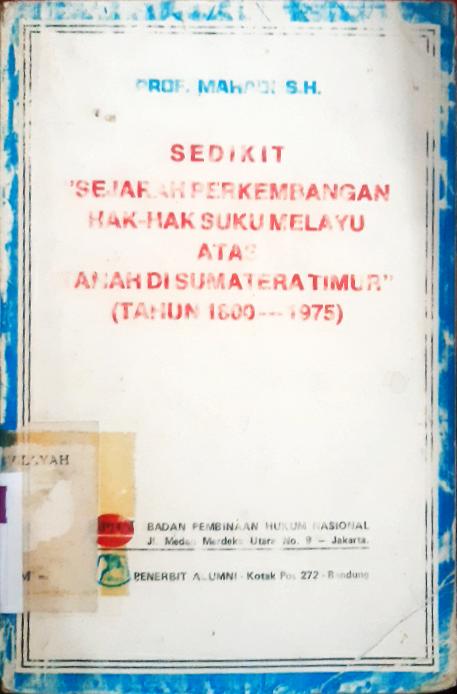 PROF. MAHADI S.H.
SEDIKIT
"SEJARAH PERKEMBANGAN
HAK-HAK SUKU MELAYU
ATAS
TANAH DI SUMATERA TIMUR"
(TAHUN 1800---1975)
BADAN PEMBINAAN HUKUM NASIONAL
Jl. Medan Merdeka Utara No. 9 — Jakarta.
PENERBIT ALUMNI - Kotak Pos 272 - Bandung